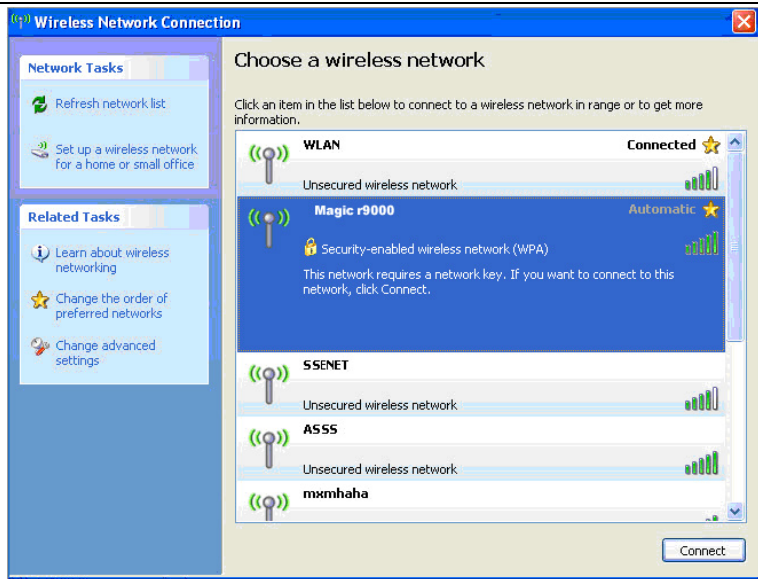 Wireless Network Connection
Network Tasks
Refresh network list
Set up a wireless network
for a home or small office
Related Tasks
Learn about wireless
networking
Change the order of
preferred networks
Change advanced
settings
Choose a wireless network
Click an item in the list below to connect to a wireless network in range or to get more
information.
WLAN Connected
Unsecured wireless network
Magic r9000 Automatic
Security-enabled wireless network (WPA)
This network requires a network key. If you want to connect to this
network, click Connect.
SSENET
Unsecured wireless network
ASSS
Unsecured wireless network
mxmhaha
Connect